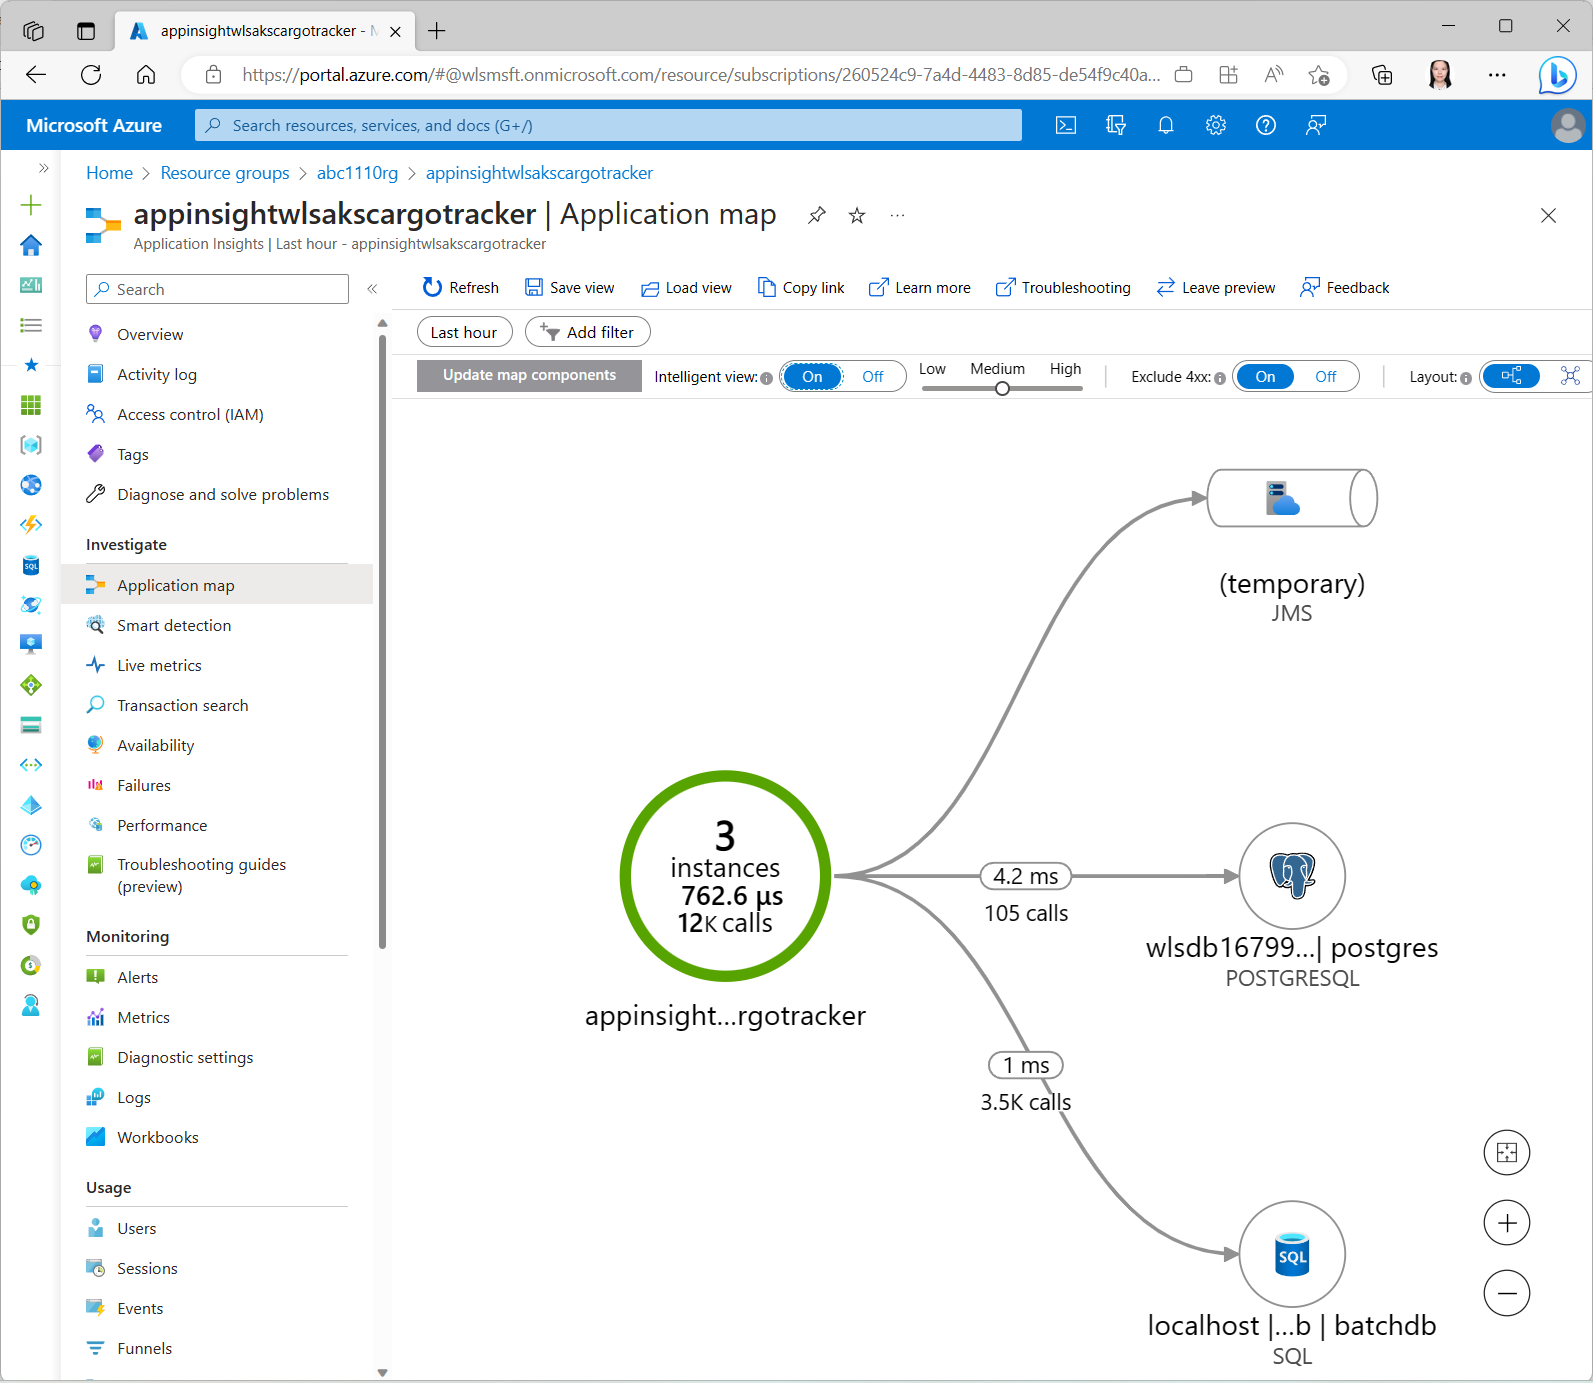 appinsightwlsakscargotracker - M
https://portal.azure.com/#@wlsmsft.onmicrosoft.com/resource/subscriptions/260524c9-7a4d-4483-8d85-de54f9c40a...
Microsoft Azure
Search resources, services, and docs (G+/)
Home > Resource groups > abc1110rg > appinsightwlsakscargotracker
appinsightwlsakscargotracker | Application map
Application Insights | Last hour - appinsightwlsakscargotracker
Search
Refresh
Save view
Load view
Copy link
Learn more
Troubleshooting
Leave preview
Feedback
Last hour
Add filter
Update map components
Intelligent view:
On
Off
Low
Medium
High
Exclude 4xx:
On
Off
Layout:
Overview
Activity log
Access control (IAM)
Tags
Diagnose and solve problems
Investigate
Application map
Smart detection
Live metrics
Transaction search
Availability
Failures
Performance
Troubleshooting guides
(preview)
Monitoring
Alerts
Metrics
Diagnostic settings
Logs
Workbooks
Usage
Users
Sessions
Events
Funnels
(temporary)
JMS
3
instances
762.6 µs
12K calls
appinsight...rgotracker
4.2 ms
105 calls
wlsdb16799...| postgres
POSTGRESQL
1 ms
3.5K calls
SQL
localhost |...b | batchdb
SQL